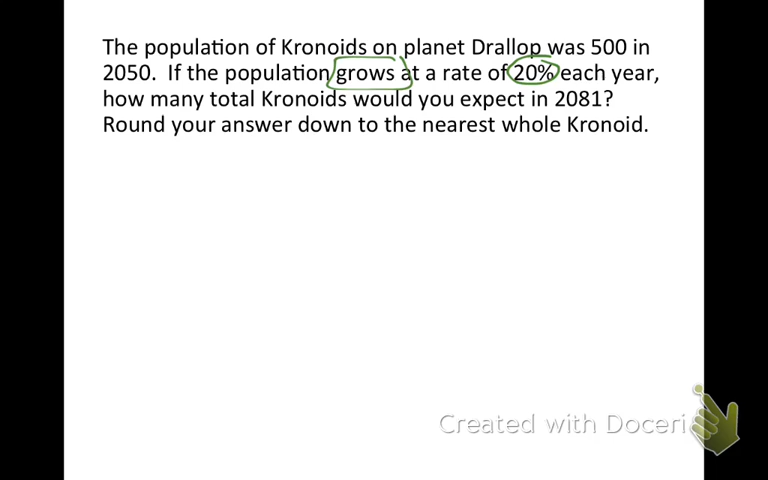 The population of Kronoids on planet Drallop was 500 in
2050. If the population grows at a rate of 20% each year,
how many total Kronoids would you expect in 2081?
Round your answer down to the nearest whole Kronoid.
Created with Doceri